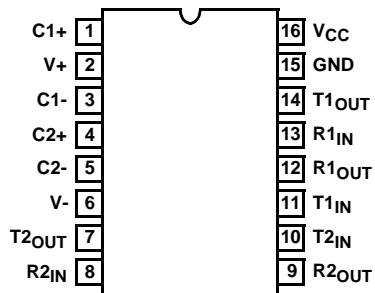 C1+ 1 16 VCC
V+ 2 15 GND
C1- 3 14 T1OUT
C2+ 4 13 R1IN
C2- 5 12 R1OUT
V- 6 11 T1IN
T2OUT 7 10 T2IN
R2IN 8 9 R2OUT